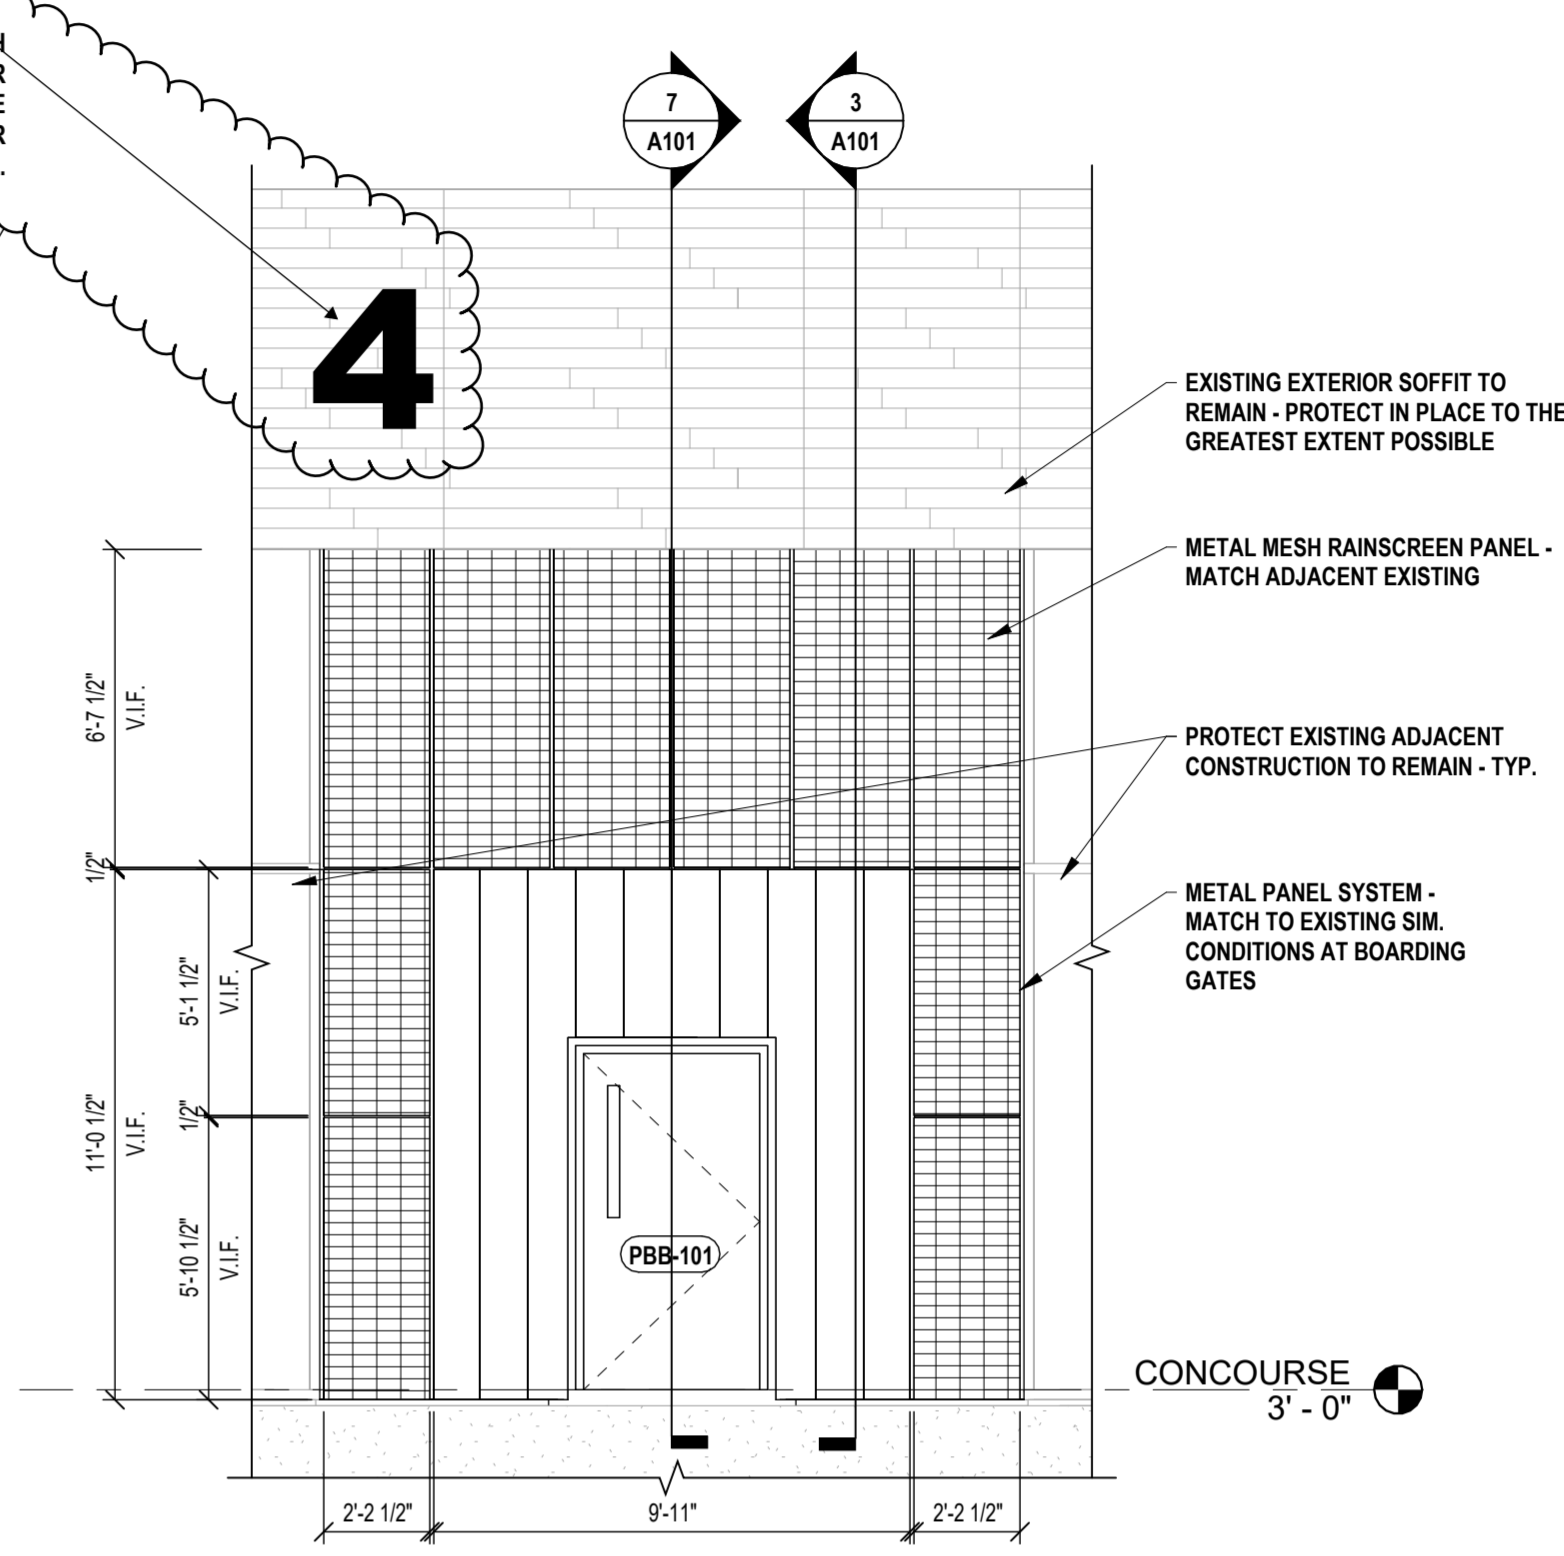 H
R
E
R
.
7
A101
3
A101
4
EXISTING EXTERIOR SOFFIT TO
REMAIN - PROTECT IN PLACE TO THE
GREATEST EXTENT POSSIBLE
METAL MESH RAINSCREEN PANEL -
MATCH ADJACENT EXISTING
PROTECT EXISTING ADJACENT
CONSTRUCTION TO REMAIN - TYP.
METAL PANEL SYSTEM -
MATCH TO EXISTING SIM.
CONDITIONS AT BOARDING
GATES
6'-7 1/2"
V.I.F.
1/2"
11'-0 1/2"
V.I.F.
5'-1 1/2"
V.I.F.
1/2"
5'-10 1/2"
V.I.F.
PBB-101
CONCOURSE
3' - 0"
2'-2 1/2"
9'-11"
2'-2 1/2"